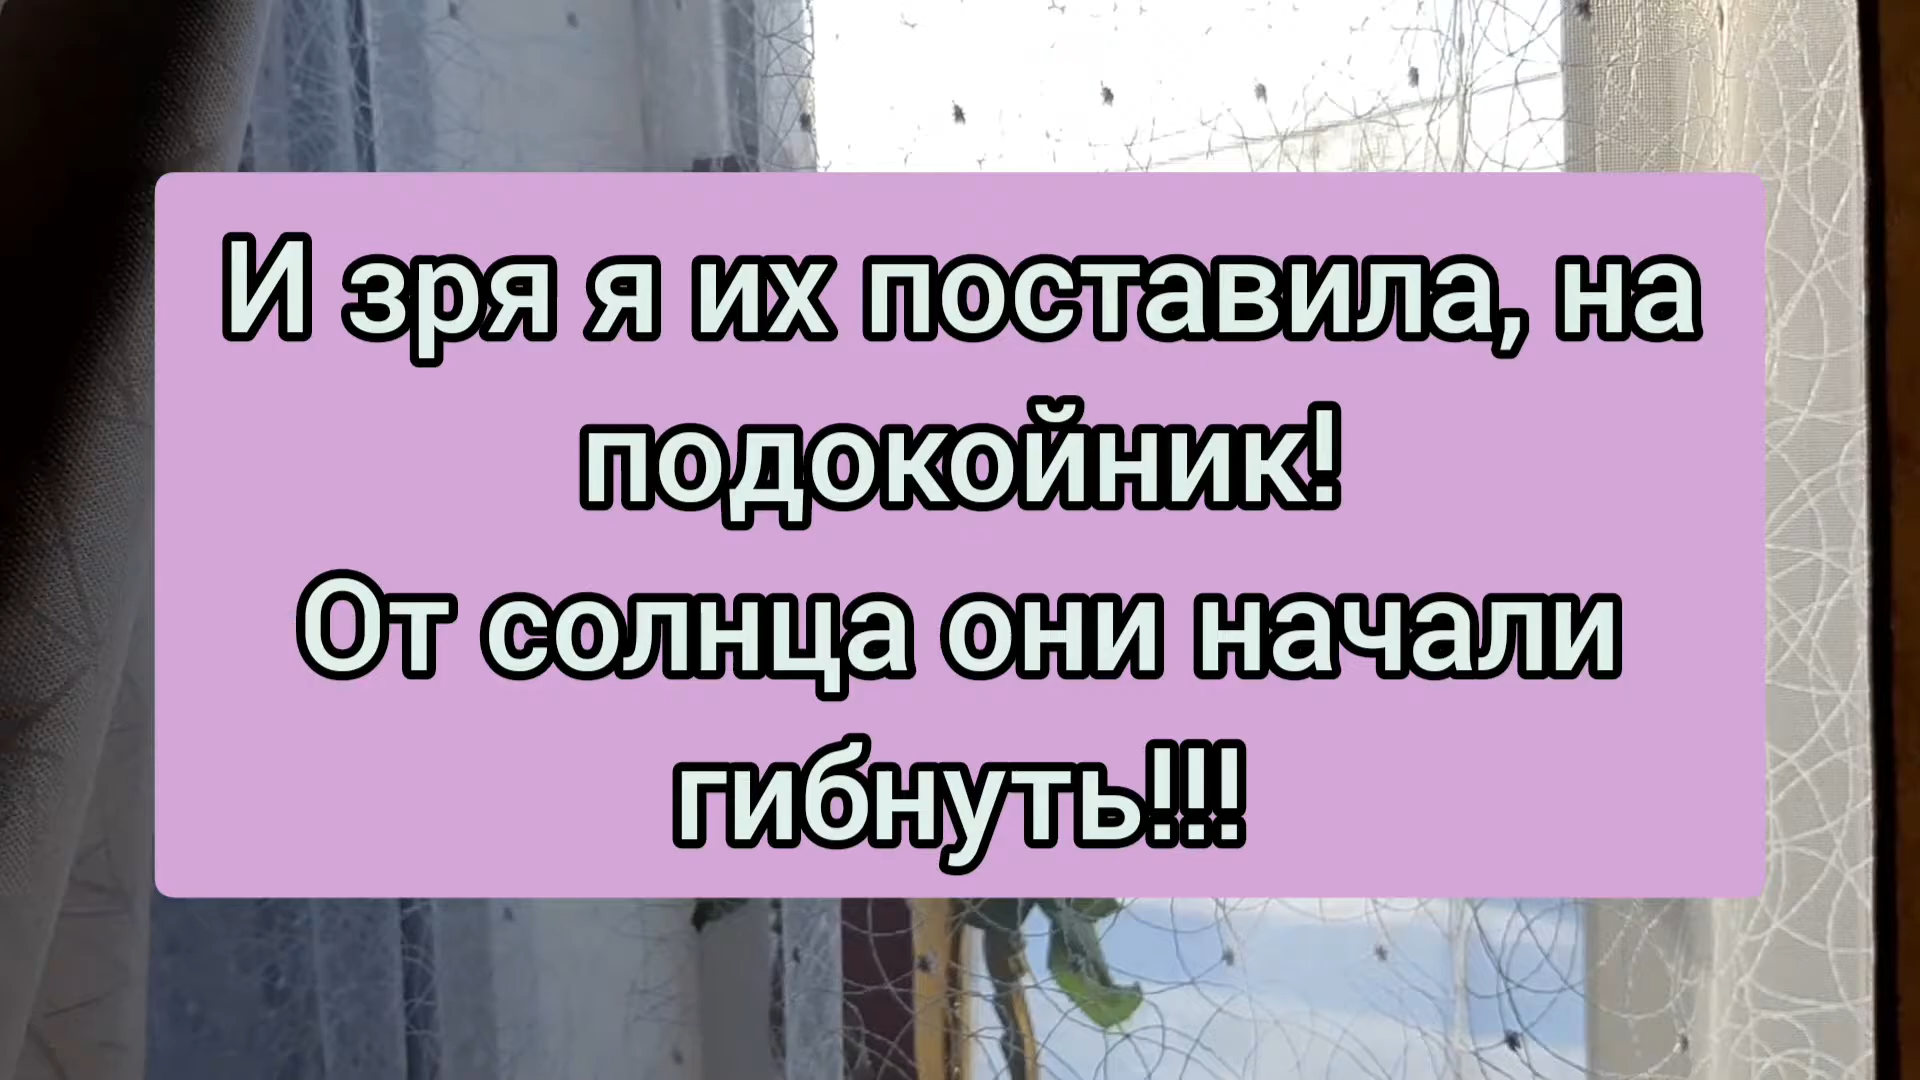 И зря я их поставила, на
подокойник!
От солнца они начали
гибнуть!!!